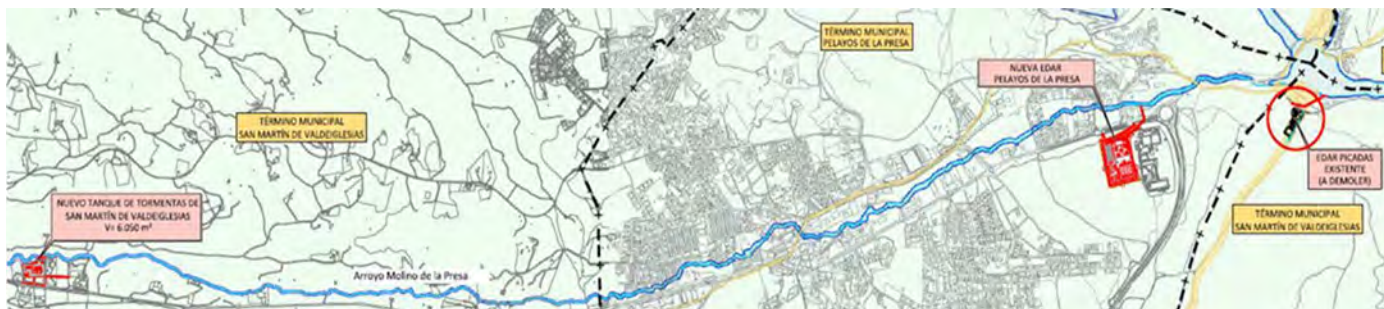 TÉRMINO MUNICIPAL
PELAYOS DE LA PRESA
NUEVA EDAR
PELAYOS DE LA PRESA
TÉRMINO MUNICIPAL
SAN MARTÍN DE VALDEIGLESIAS
EDAR PICADAS
EXISTENTE
(A DEMOLER)
NUEVO TANQUE DE TORMENTAS DE
SAN MARTÍN DE VALDEIGLESIAS
V= 6.050 m³
TÉRMINO MUNICIPAL
SAN MARTÍN DE VALDEIGLESIAS
Arroyo Molino de la Presa